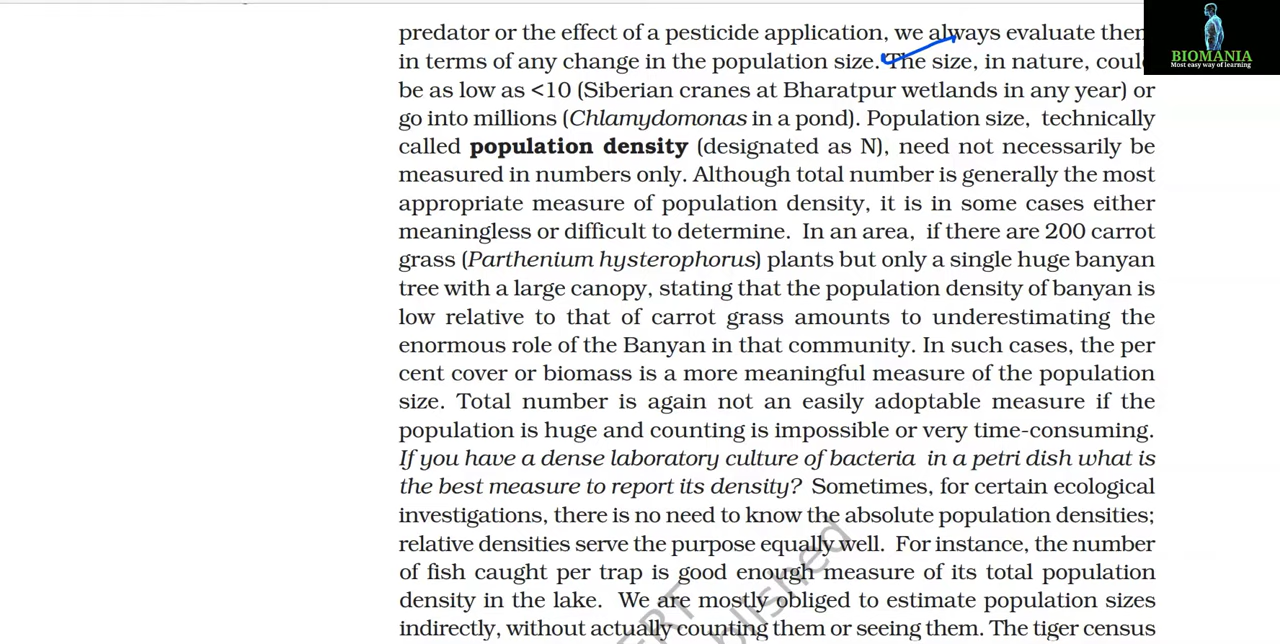 predator or the effect of a pesticide application, we always evaluate them
in terms of any change in the population size. The size, in nature, could
be as low as <10 (Siberian cranes at Bharatpur wetlands in any year) or
go into millions (Chlamydomonas in a pond). Population size, technically
called population density (designated as N), need not necessarily be
measured in numbers only. Although total number is generally the most
appropriate measure of population density, it is in some cases either
meaningless or difficult to determine. In an area, if there are 200 carrot
grass (Parthenium hysterophorus) plants but only a single huge banyan
tree with a large canopy, stating that the population density of banyan is
low relative to that of carrot grass amounts to underestimating the
enormous role of the Banyan in that community. In such cases, the per
cent cover or biomass is a more meaningful measure of the population
size. Total number is again not an easily adoptable measure if the
population is huge and counting is impossible or very time-consuming.
If you have a dense laboratory culture of bacteria in a petri dish what is
the best measure to report its density? Sometimes, for certain ecological
investigations, there is no need to know the absolute population densities;
relative densities serve the purpose equally well. For instance, the number
of fish caught per trap is good enough measure of its total population
density in the lake. We are mostly obliged to estimate population sizes
indirectly, without actually counting them or seeing them. The tiger census
BIOMANIA
Most easy way of learning